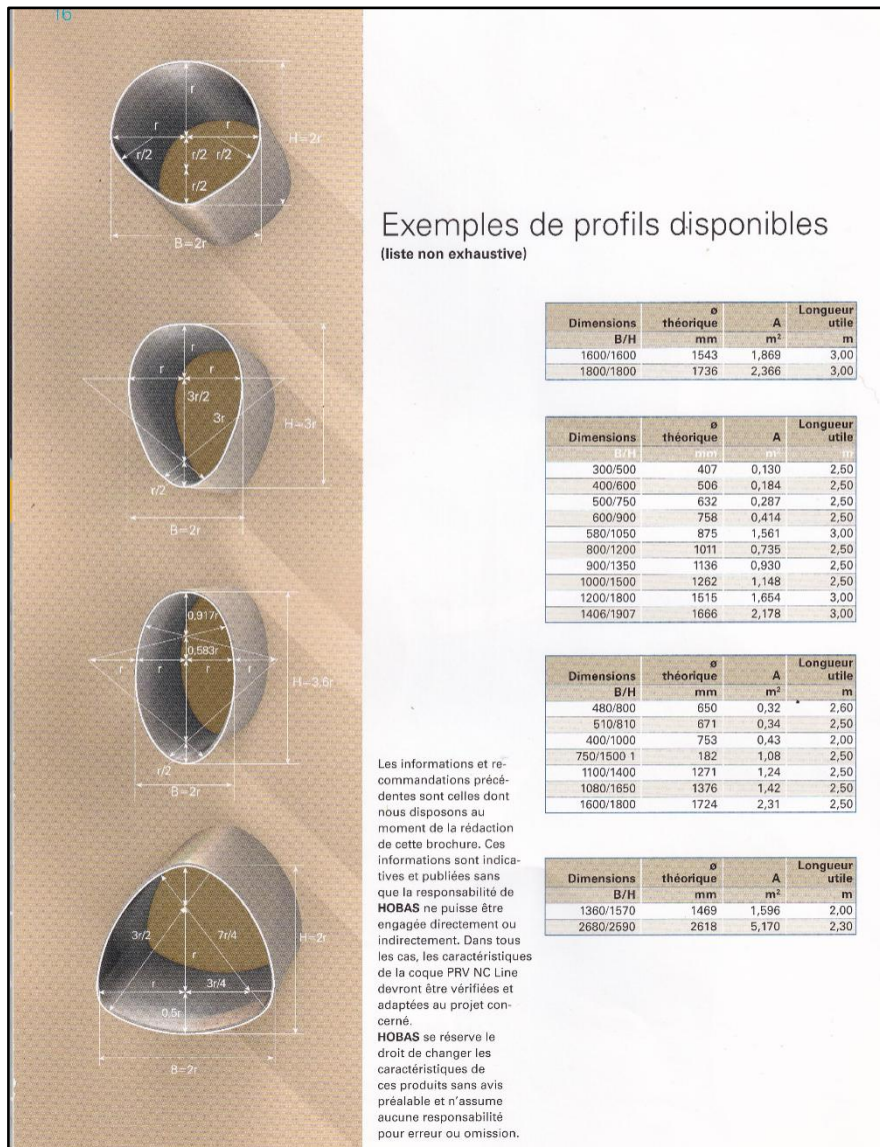 16
r
r
r
H=2r
r/2
r/2
r/2
r/2
B=2r
Exemples de profils disponibles
(liste non exhaustive)
Dimensions ø théorique A Longueur utile
B/H mm m² m
1600/1600 1543 1,869 3,00
1800/1800 1736 2,366 3,00
r
r
r
3r/2
3r
H=3r
r/2
B=2r
Dimensions ø théorique A Longueur utile
B/H mm m² m
300/500 407 0,130 2,50
400/600 506 0,184 2,50
500/750 632 0,287 2,50
600/900 758 0,414 2,50
580/1050 875 1,561 3,00
800/1200 1011 0,735 2,50
900/1350 1136 0,930 2,50
1000/1500 1262 1,148 2,50
1200/1800 1515 1,654 3,00
1406/1907 1666 2,178 3,00
0,917r
0,583r
r
r
r
r
H=3,6r
r/2
B=2r
Dimensions ø théorique A Longueur utile
B/H mm m² m
480/800 650 0,32 2,60
510/810 671 0,34 2,50
400/1000 753 0,43 2,00
750/1500 1 182 1,08 2,50
1100/1400 1271 1,24 2,50
1080/1650 1376 1,42 2,50
1600/1800 1724 2,31 2,50
3r/2
7r/4
r
H=2r
r
3r/4
0,5r
B=2r
Les informations et re-
commandations précé-
dentes sont celles dont
nous disposons au
moment de la rédaction
de cette brochure. Ces
informations sont indica-
tives et publiées sans
que la responsabilité de
HOBAS ne puisse être
engagée directement ou
indirectement. Dans tous
les cas, les caractéristiques
de la coque PRV NC Line
devront être vérifiées et
adaptées au projet con-
cerné.
HOBAS se réserve le
droit de changer les
caractéristiques de
ces produits sans avis
préalable et n'assume
aucune responsabilité
pour erreur ou omission.
Dimensions ø théorique A Longueur utile
B/H mm m² m
1360/1570 1469 1,596 2,00
2680/2590 2618 5,170 2,30